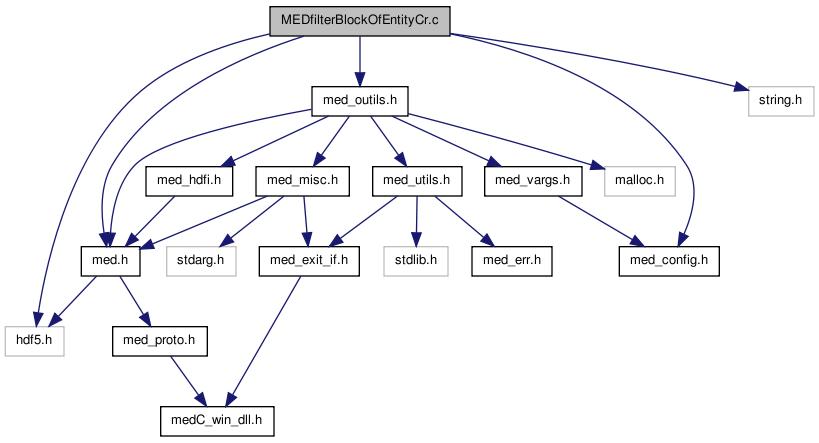 MEDfilterBlockOfEntityCr.c
med_outils.h
string.h
med_hdfi.h
med_misc.h
med_utils.h
med_vargs.h
malloc.h
med.h
stdarg.h
med_exit_if.h
stdlib.h
med_err.h
med_config.h
hdf5.h
med_proto.h
medC_win_dll.h